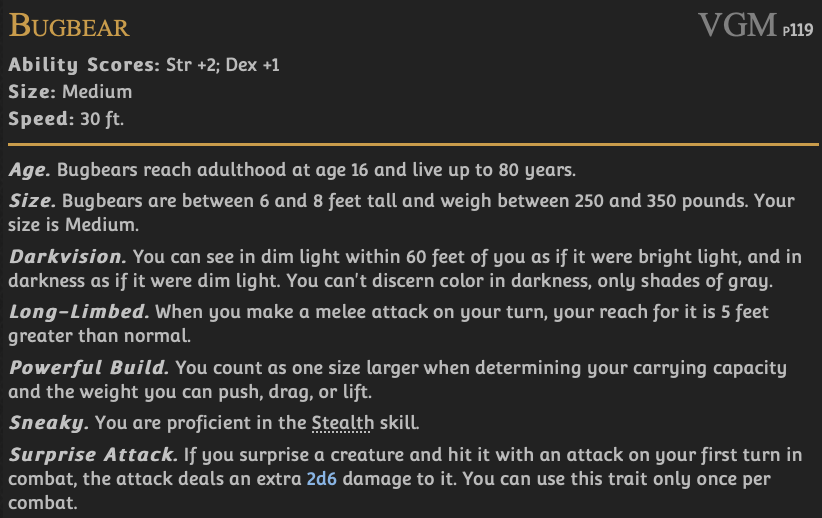 Bugbear VGM p119
Ability Scores: Str +2; Dex +1
Size: Medium
Speed: 30 ft.
Age. Bugbears reach adulthood at age 16 and live up to 80 years.
Size. Bugbears are between 6 and 8 feet tall and weigh between 250 and 350 pounds. Your
size is Medium.
Darkvision. You can see in dim light within 60 feet of you as if it were bright light, and in
darkness as if it were dim light. You can't discern color in darkness, only shades of gray.
Long-Limbed. When you make a melee attack on your turn, your reach for it is 5 feet
greater than normal.
Powerful Build. You count as one size larger when determining your carrying capacity
and the weight you can push, drag, or lift.
Sneaky. You are proficient in the Stealth skill.
Surprise Attack. If you surprise a creature and hit it with an attack on your first turn in
combat, the attack deals an extra 2d6 damage to it. You can use this trait only once per
combat.